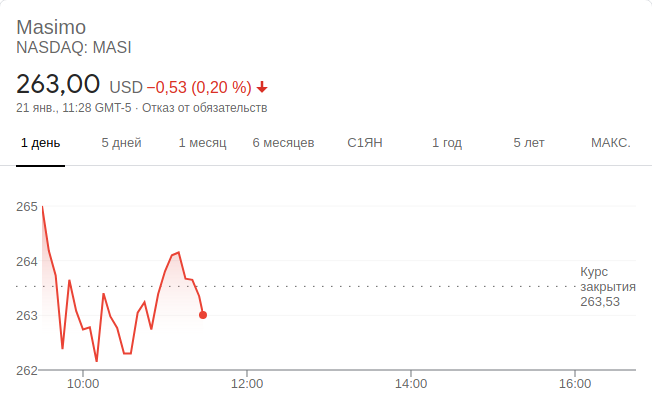 Masimo
NASDAQ: MASI
263,00 USD −0,53 (0,20 %)
21 янв., 11:28 GMT-5 · Отказ от обязательств
1 день 5 дней 1 месяц 6 месяцев С1ЯН 1 год 5 лет МАКС.
265
264
Курс
закрытия
263,53
263
262
10:00 12:00 14:00 16:00